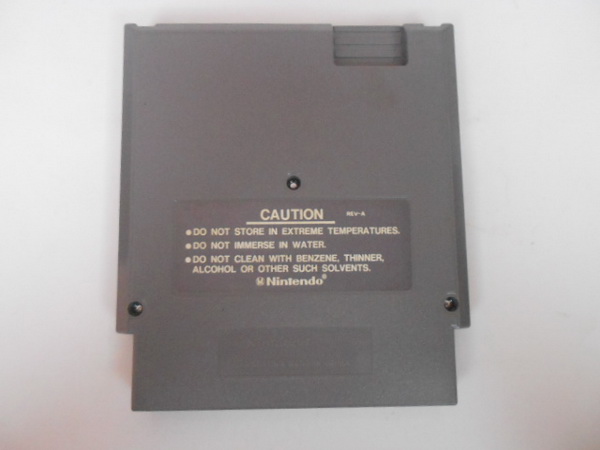 CAUTION REV-A
●DO NOT STORE IN EXTREME TEMPERATURES.
●DO NOT IMMERSE IN WATER.
●DO NOT CLEAN WITH BENZENE, THINNER,
ALCOHOL OR OTHER SUCH SOLVENTS.
Nintendo®